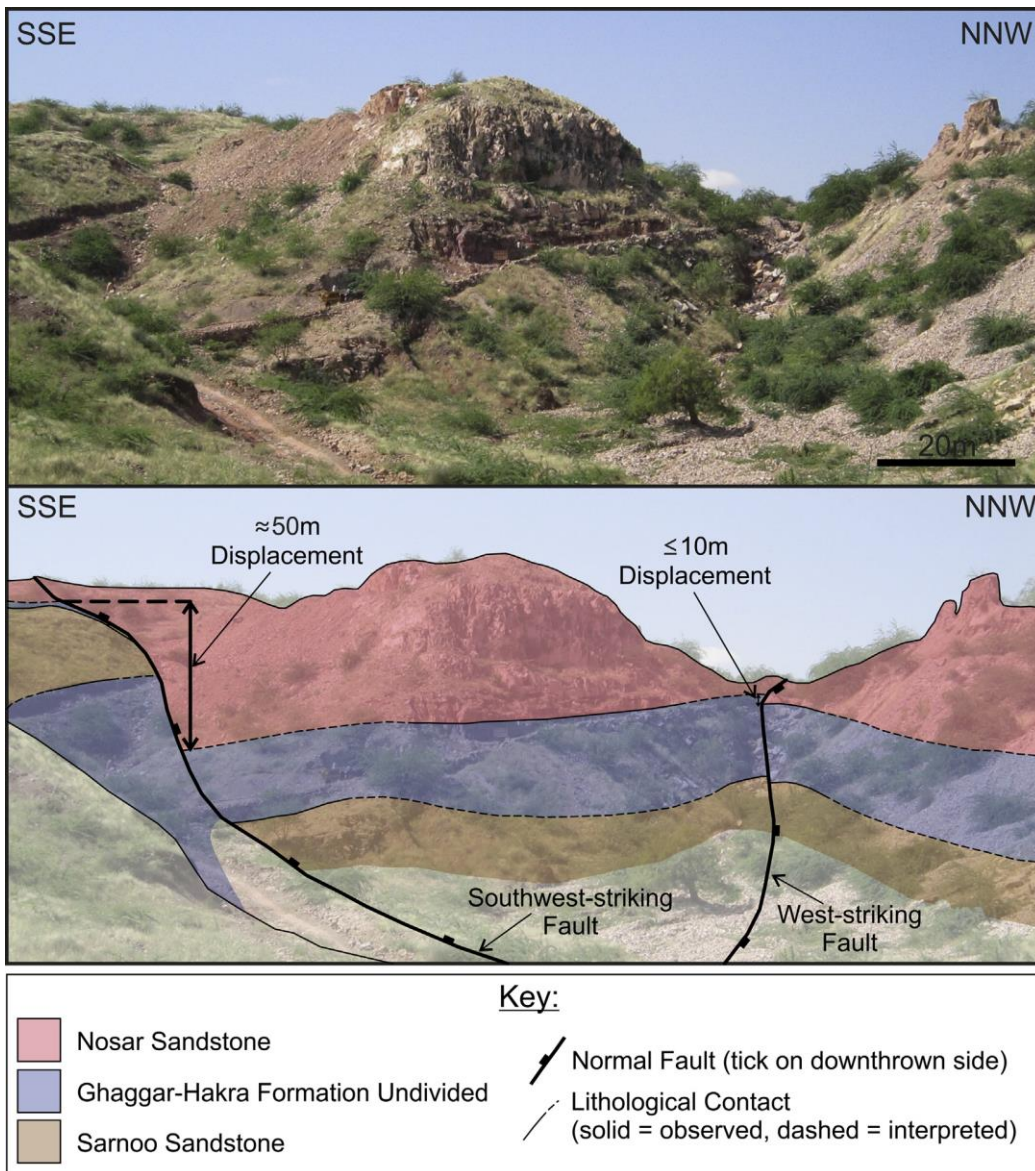 SSE
NNW
20m
SSE
NNW
≈50m
Displacement
≤10m
Displacement
Southwest-striking
Fault
West-striking
Fault
Key:
Nosar Sandstone
Ghaggar-Hakra Formation Undivided
Sarnoo Sandstone
Normal Fault (tick on downthrown side)
Lithological Contact
(solid = observed, dashed = interpreted)